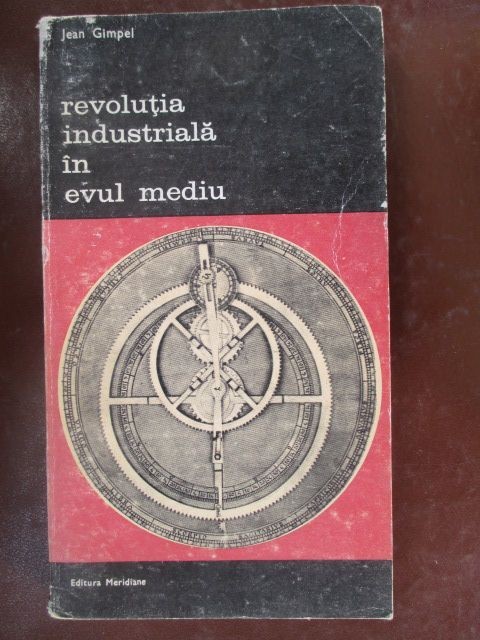 Jean Gimpel
revoluția
industrială
în
evul mediu
Editura Meridiane